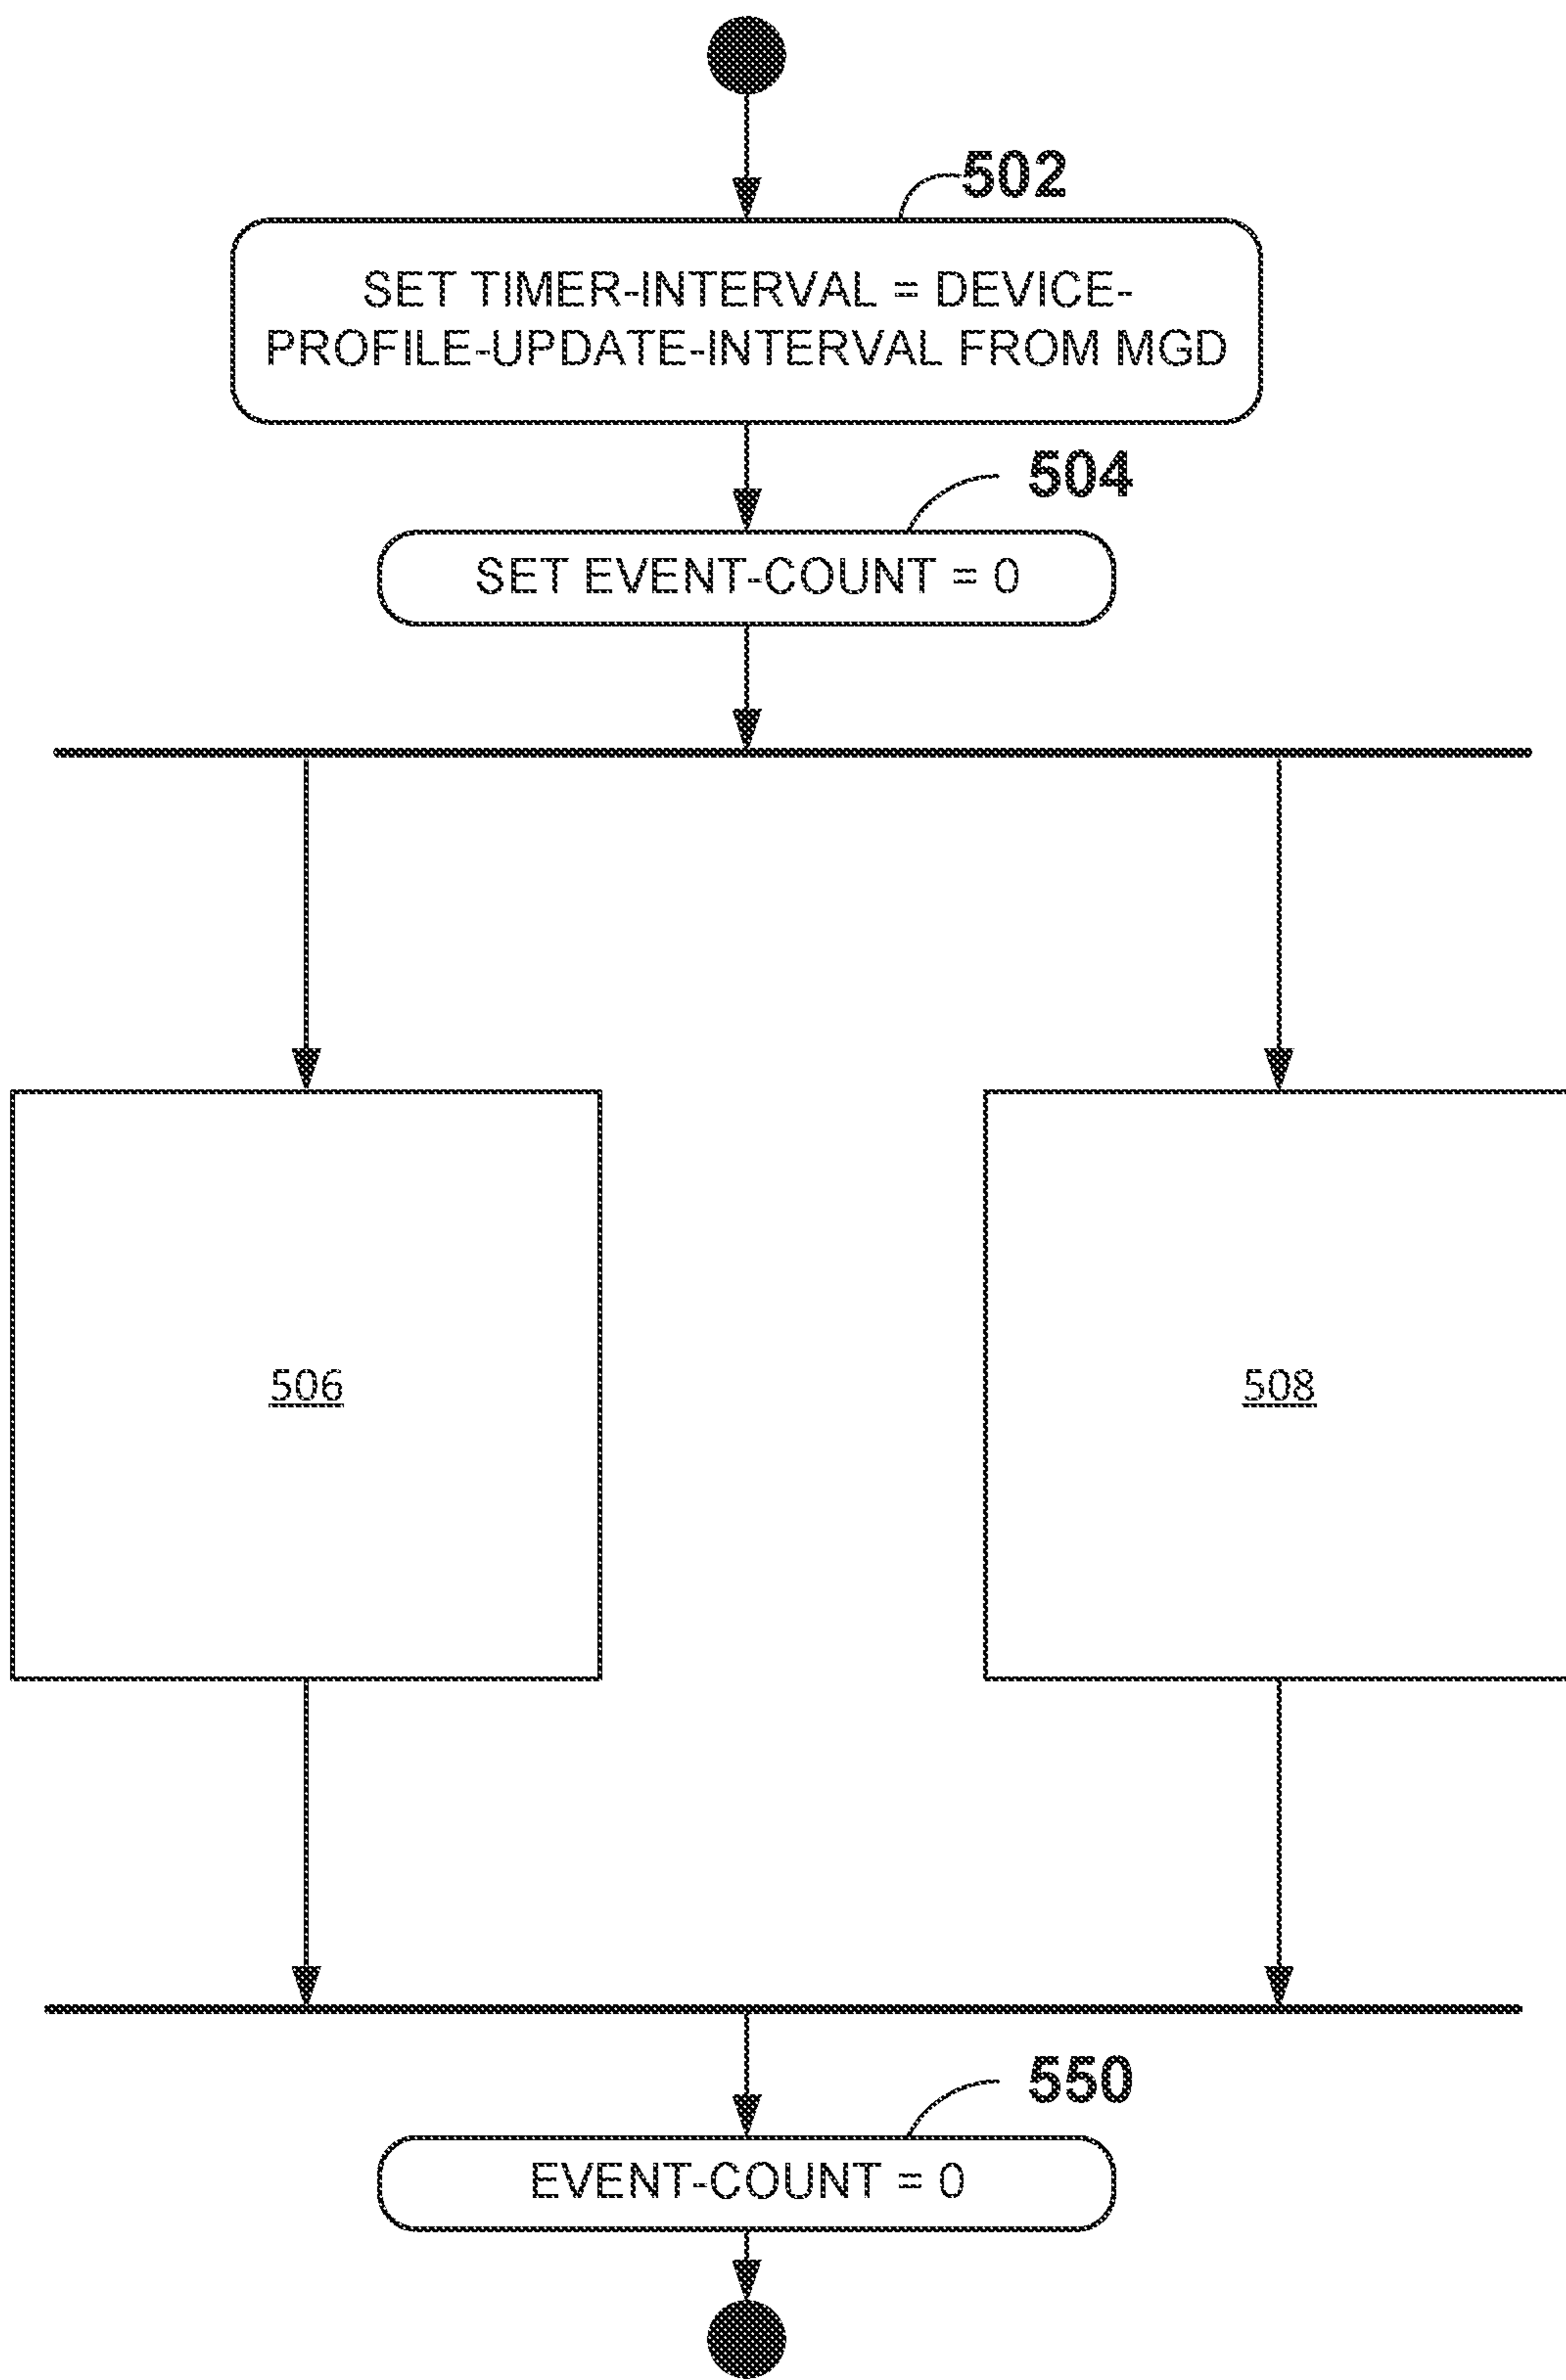 502
SET TIMER-INTERVAL = DEVICE-
PROFILE-UPDATE-INTERVAL FROM MGD
504
SET EVENT-COUNT = 0
506
508
550
EVENT-COUNT = 0